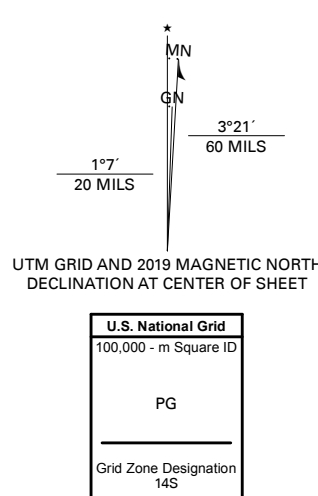 ★
MN
GN
3°21´
60 MILS
1°7´
20 MILS
UTM GRID AND 2019 MAGNETIC NORTH
DECLINATION AT CENTER OF SHEET
U.S. National Grid
100,000 - m Square ID
PG
Grid Zone Designation
14S